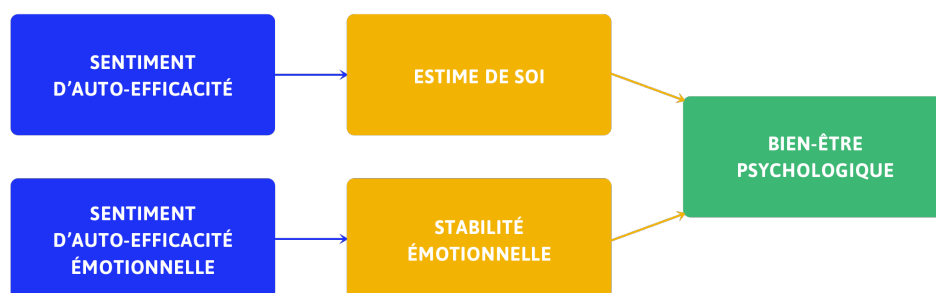 SENTIMENT
D'AUTO-EFFICACITÉ
ESTIME DE SOI
BIEN-ÊTRE
PSYCHOLOGIQUE
SENTIMENT
D'AUTO-EFFICACITÉ
ÉMOTIONNELLE
STABILITÉ
ÉMOTIONNELLE